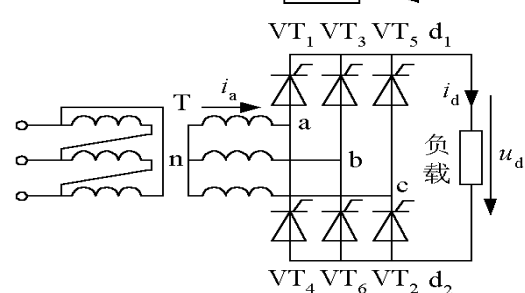 VT1 VT3 VT5 d1
T ia a id
n b 负载 ud
c
VT4 VT6 VT2 d2